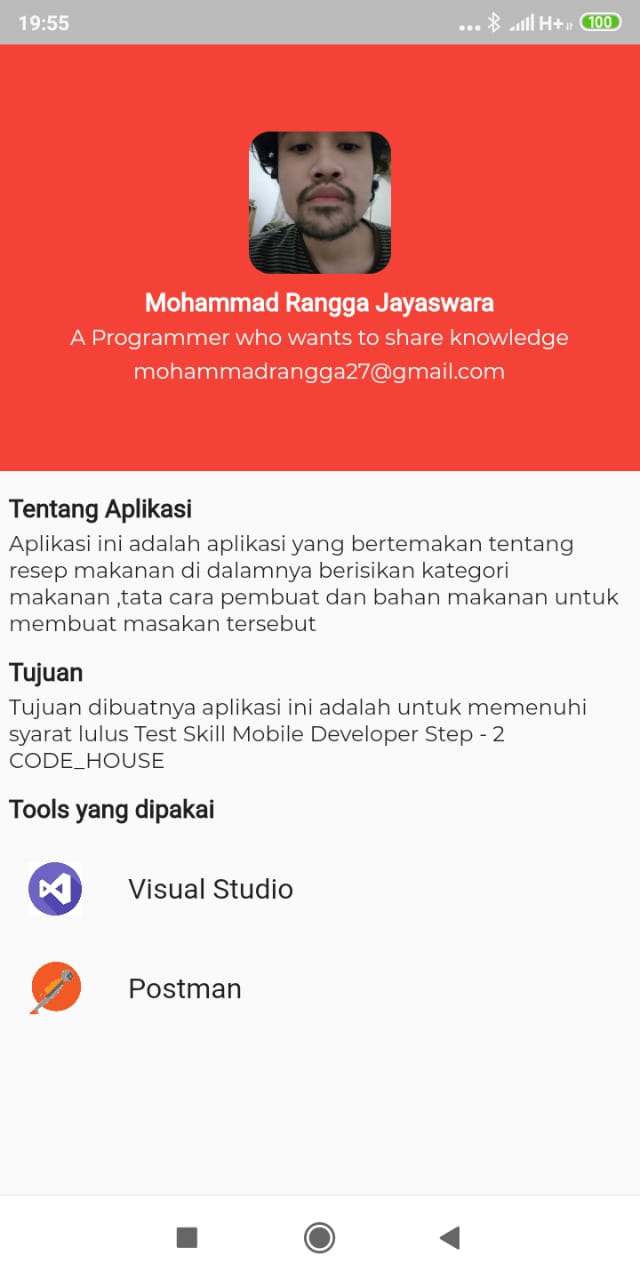 19:55
H+
100
Mohammad Rangga Jayaswara
A Programmer who wants to share knowledge
mohammadrangga27@gmail.com
Tentang Aplikasi
Aplikasi ini adalah aplikasi yang bertemakan tentang
resep makanan di dalamnya berisikan kategori
makanan ,tata cara pembuat dan bahan makanan untuk
membuat masakan tersebut
Tujuan
Tujuan dibuatnya aplikasi ini adalah untuk memenuhi
syarat lulus Test Skill Mobile Developer Step - 2
CODE_HOUSE
Tools yang dipakai
Visual Studio
Postman